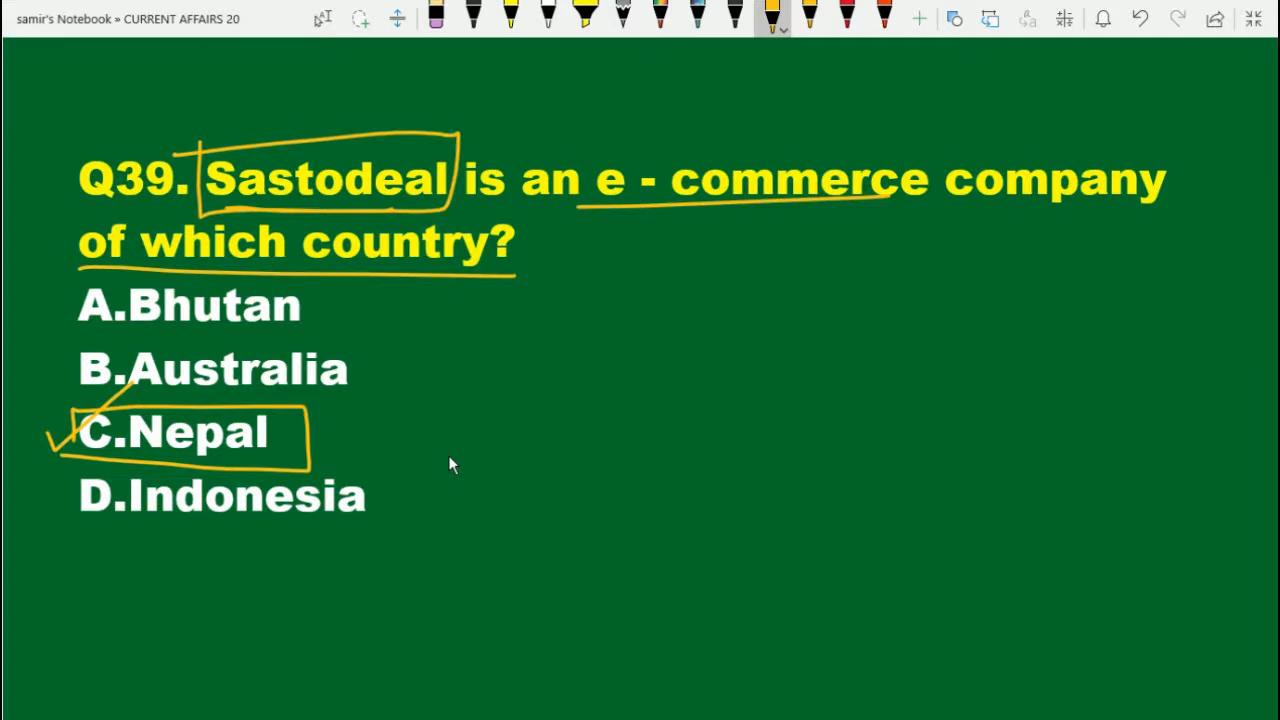 samir's Notebook » CURRENT AFFAIRS 20
Q39. Sastodeal is an e - commerce company
of which country?
A.Bhutan
B.Australia
C.Nepal
D.Indonesia